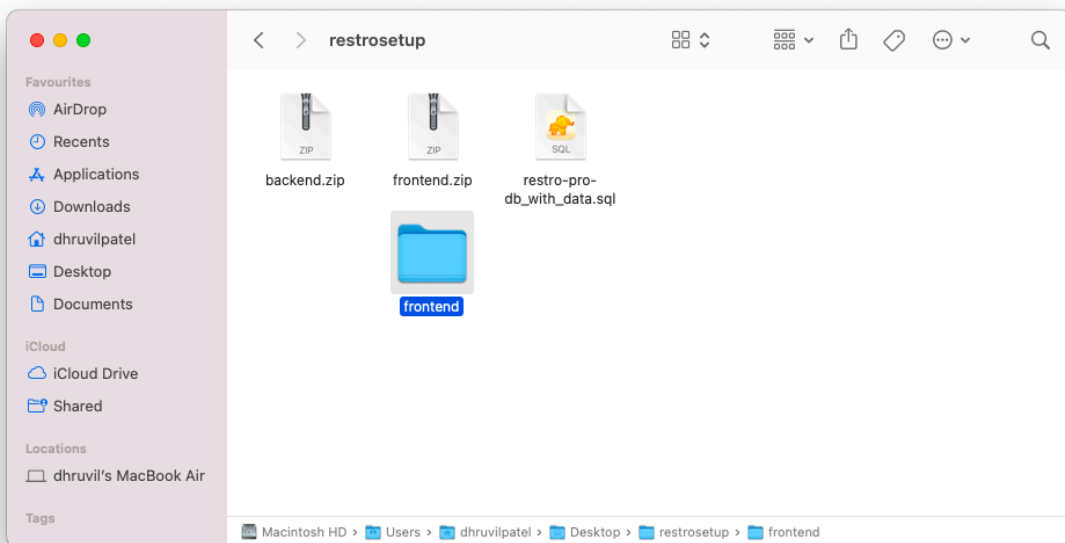 restrosetup
Favourites
AirDrop
Recents
Applications
Downloads
dhruvilpatel
Desktop
Documents
iCloud
iCloud Drive
Shared
Locations
dhruvil's MacBook Air
Tags
ZIP
ZIP
SQL
backend.zip
frontend.zip
restro-pro-
db_with_data.sql
frontend
Macintosh HD › Users › dhruvilpatel › Desktop › restrosetup › frontend